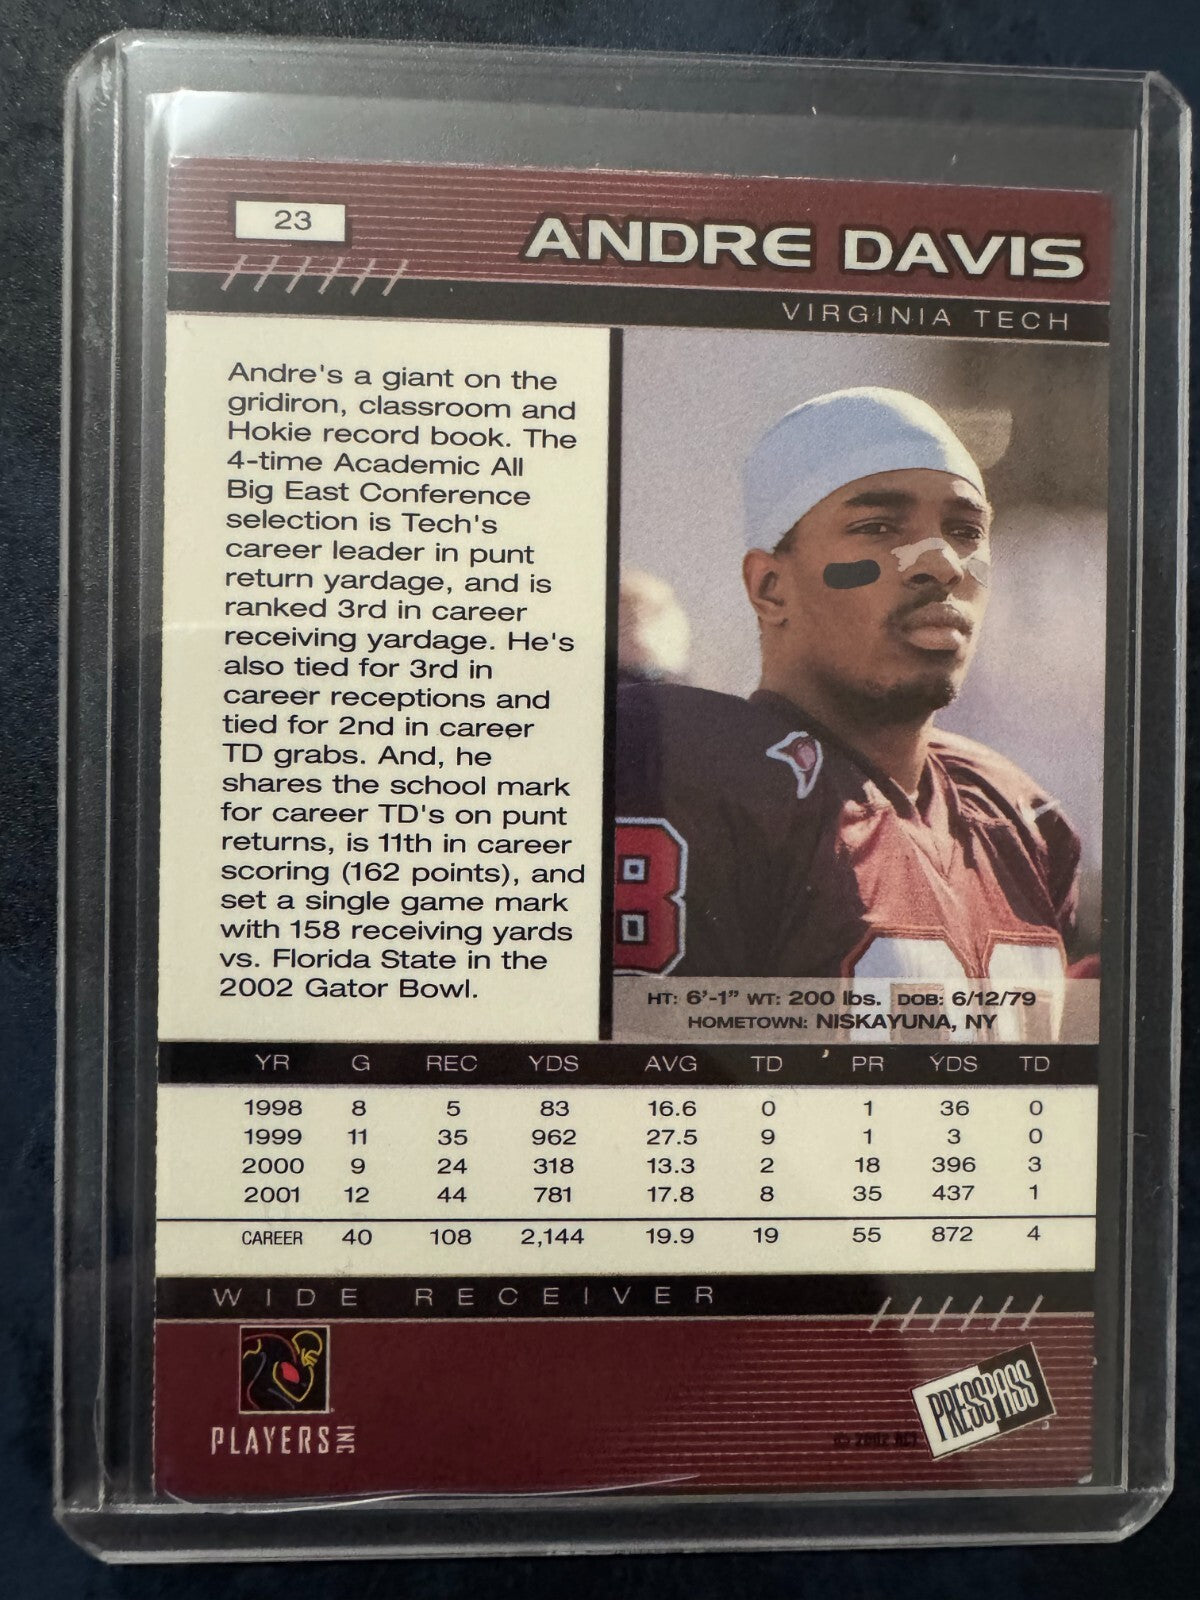 23
ANDRE DAVIS
VIRGINIA TECH
Andre's a giant on the
gridiron, classroom and
Hokie record book. The
4-time Academic All
Big East Conference
selection is Tech's
career leader in punt
return yardage, and is
ranked 3rd in career
receiving yardage. He's
also tied for 3rd in
career receptions and
tied for 2nd in career
TD grabs. And, he
shares the school mark
for career TD's on punt
returns, is 11th in career
scoring (162 points), and
set a single game mark
with 158 receiving yards
vs. Florida State in the
2002 Gator Bowl.
8
HT: 6'-1" WT: 200 lbs. DOB: 6/12/79
HOMETOWN: NISKAYUNA, NY
YR G REC YDS AVG TD PR YDS TD
1998 8 5 83 16.6 0 1 36 0
1999 11 35 962 27.5 9 1 3 0
2000 9 24 318 13.3 2 18 396 3
2001 12 44 781 17.8 8 35 437 1
CAREER 40 108 2,144 19.9 19 55 872 4
WIDE RECEIVER
PLAYERS INC
PRESS PASS